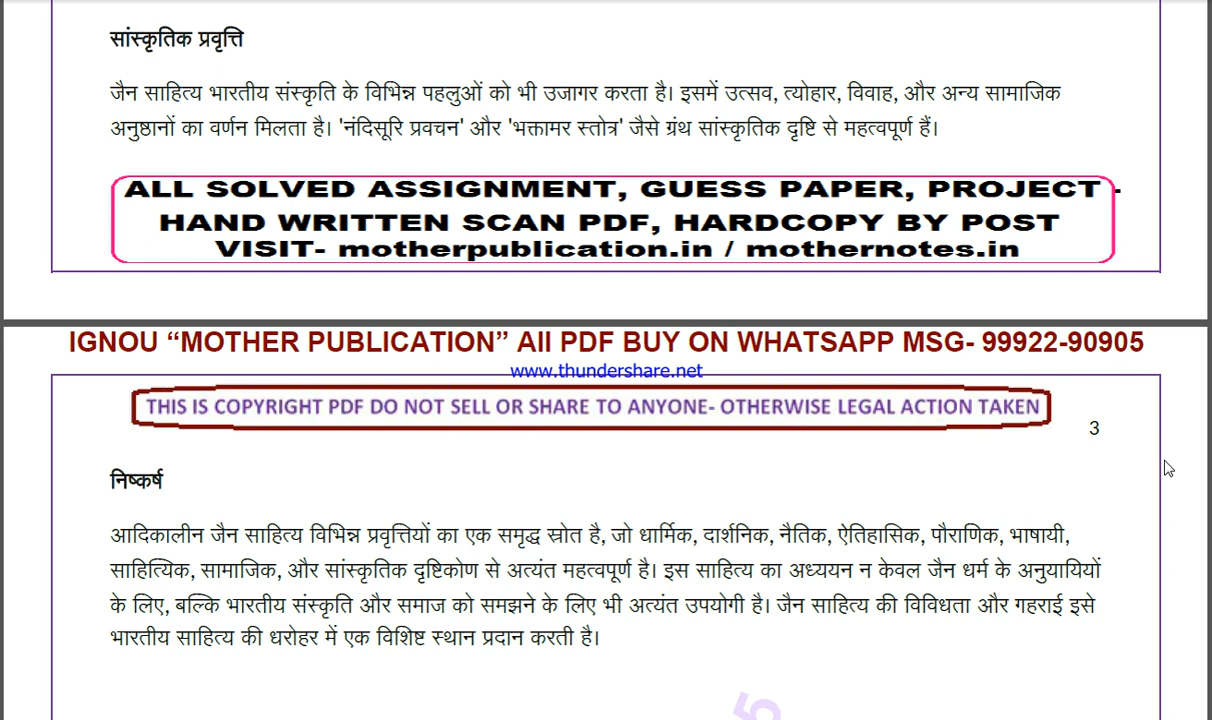 सांस्कृतिक प्रवृत्ति
जैन साहित्य भारतीय संस्कृति के विभिन्न पहलुओं को भी उजागर करता है। इसमें उत्सव, त्योहार, विवाह, और अन्य सामाजिक
अनुष्ठानों का वर्णन मिलता है। 'नंदिसूरि प्रवचन' और 'भक्तामर स्तोत्र' जैसे ग्रंथ सांस्कृतिक दृष्टि से महत्वपूर्ण हैं।
ALL SOLVED ASSIGNMENT, GUESS PAPER, PROJECT -
HAND WRITTEN SCAN PDF, HARDCOPY BY POST
VISIT- motherpublication.in / mothernotes.in
IGNOU “MOTHER PUBLICATION” All PDF BUY ON WHATSAPP MSG- 99922-90905
www.thundershare.net
THIS IS COPYRIGHT PDF DO NOT SELL OR SHARE TO ANYONE- OTHERWISE LEGAL ACTION TAKEN
3
निष्कर्ष
आदिकालीन जैन साहित्य विभिन्न प्रवृत्तियों का एक समृद्ध स्रोत है, जो धार्मिक, दार्शनिक, नैतिक, ऐतिहासिक, पौराणिक, भाषायी,
साहित्यिक, सामाजिक, और सांस्कृतिक दृष्टिकोण से अत्यंत महत्वपूर्ण है। इस साहित्य का अध्ययन न केवल जैन धर्म के अनुयायियों
के लिए, बल्कि भारतीय संस्कृति और समाज को समझने के लिए भी अत्यंत उपयोगी है। जैन साहित्य की विविधता और गहराई इसे
भारतीय साहित्य की धरोहर में एक विशिष्ट स्थान प्रदान करती है।
5